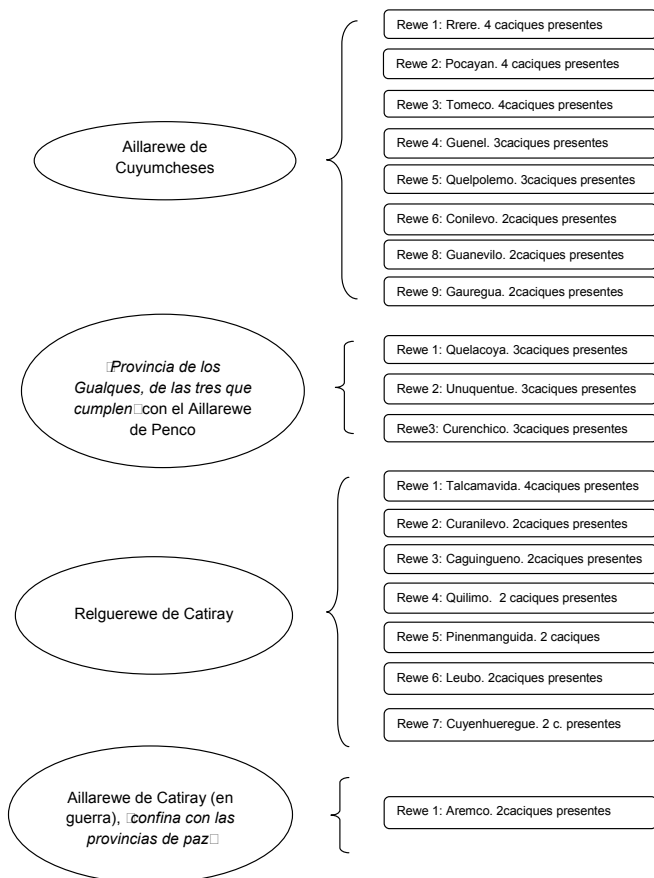 Aillarewe de
Cuyumcheses
Rewe 1: Rrere. 4 caciques presentes
Rewe 2: Pocayan. 4 caciques presentes
Rewe 3: Tomeco. 4caciques presentes
Rewe 4: Guenel. 3caciques presentes
Rewe 5: Quelpolemo. 3caciques presentes
Rewe 6: Conilevo. 2caciques presentes
Rewe 8: Guanevilo. 2caciques presentes
Rewe 9: Gauregua. 2caciques presentes
□Provincia de los
Gualques, de las tres que
cumplen□ con el Aillarewe
de Penco
Rewe 1: Quelacoya. 3caciques presentes
Rewe 2: Unuquentue. 3caciques presentes
Rewe3: Curenchico. 3caciques presentes
Relguerewe de Catiray
Rewe 1: Talcamavida. 4caciques presentes
Rewe 2: Curanilevo. 2caciques presentes
Rewe 3: Caguingueno. 2caciques presentes
Rewe 4: Quilimo. 2 caciques presentes
Rewe 5: Pinenmanguida. 2 caciques
Rewe 6: Leubo. 2caciques presentes
Rewe 7: Cuyenhueregue. 2 c. presentes
Aillarewe de Catiray (en
guerra), □confina con las
provincias de paz□
Rewe 1: Aremco. 2caciques presentes